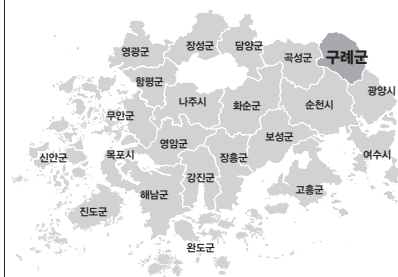 영광군
장성군
담양군
곡성군
구례군
함평군
나주시
화순군
순천시
광양시
무안군
신안군
목포시
영암군
장흥군
보성군
여수시
강진군
해남군
고흥군
진도군
완도군